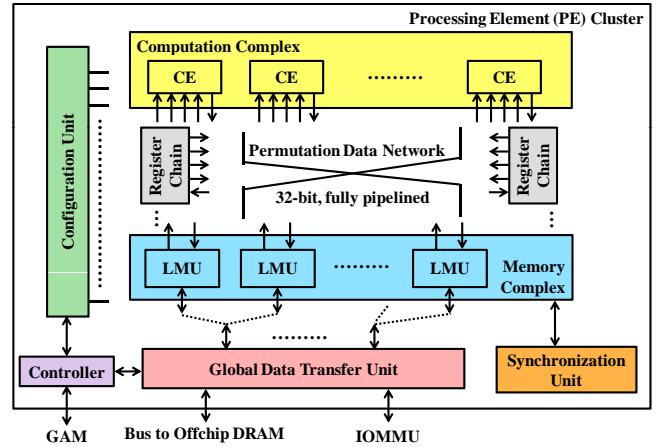 Processing Element (PE) Cluster
Computation Complex
CE
CE
CE
Configuration Unit
Register
Chain
Permutation Data Network
32-bit, fully pipelined
Register
Chain
LMU
LMU
LMU
Memory
Complex
Controller
Global Data Transfer Unit
Synchronization
Unit
GAM
Bus to Offchip DRAM
IOMMU